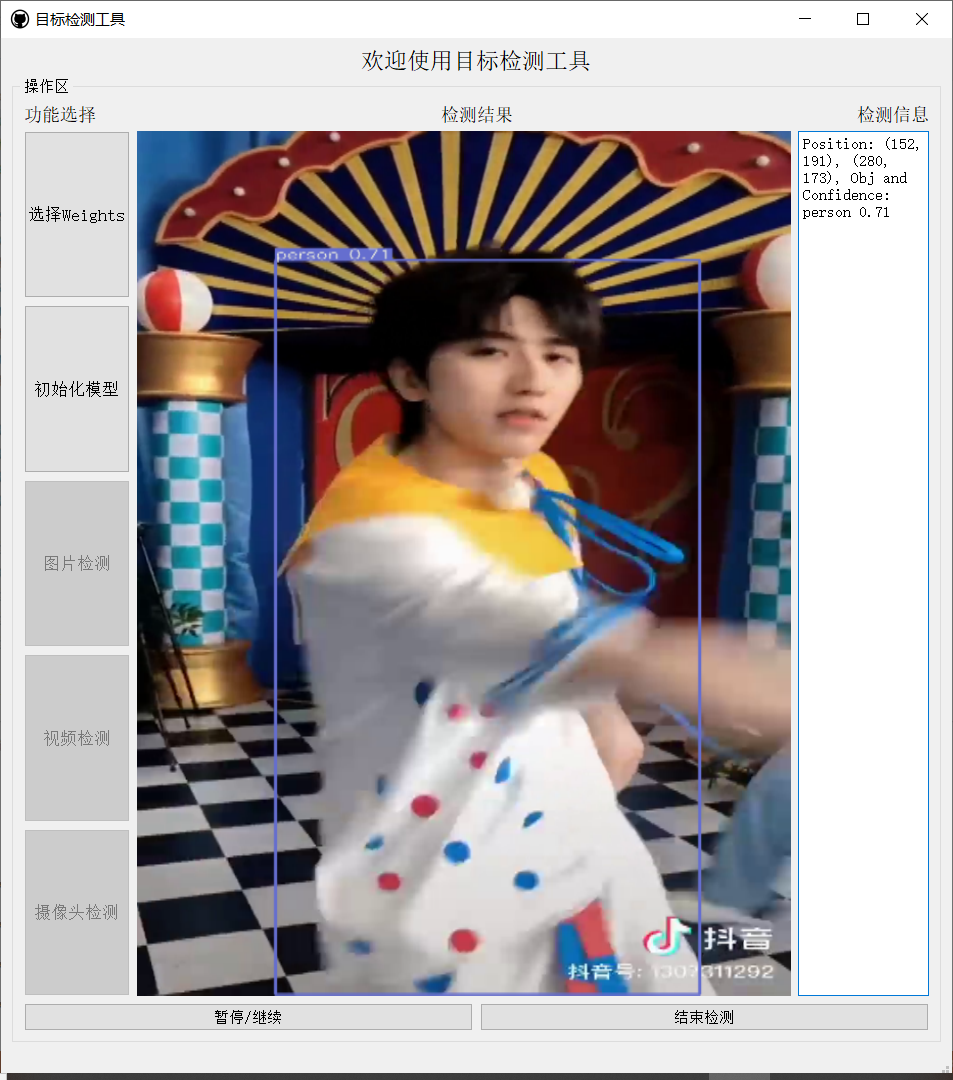 目标检测工具
欢迎使用目标检测工具
操作区
功能选择
检测结果
检测信息
选择Weights
初始化模型
图片检测
视频检测
摄像头检测
person 0.71
抖音
抖音号: 1307311292
Position: (152,
191), (280,
173), Obj and
Confidence:
person 0.71
暂停/继续
结束检测